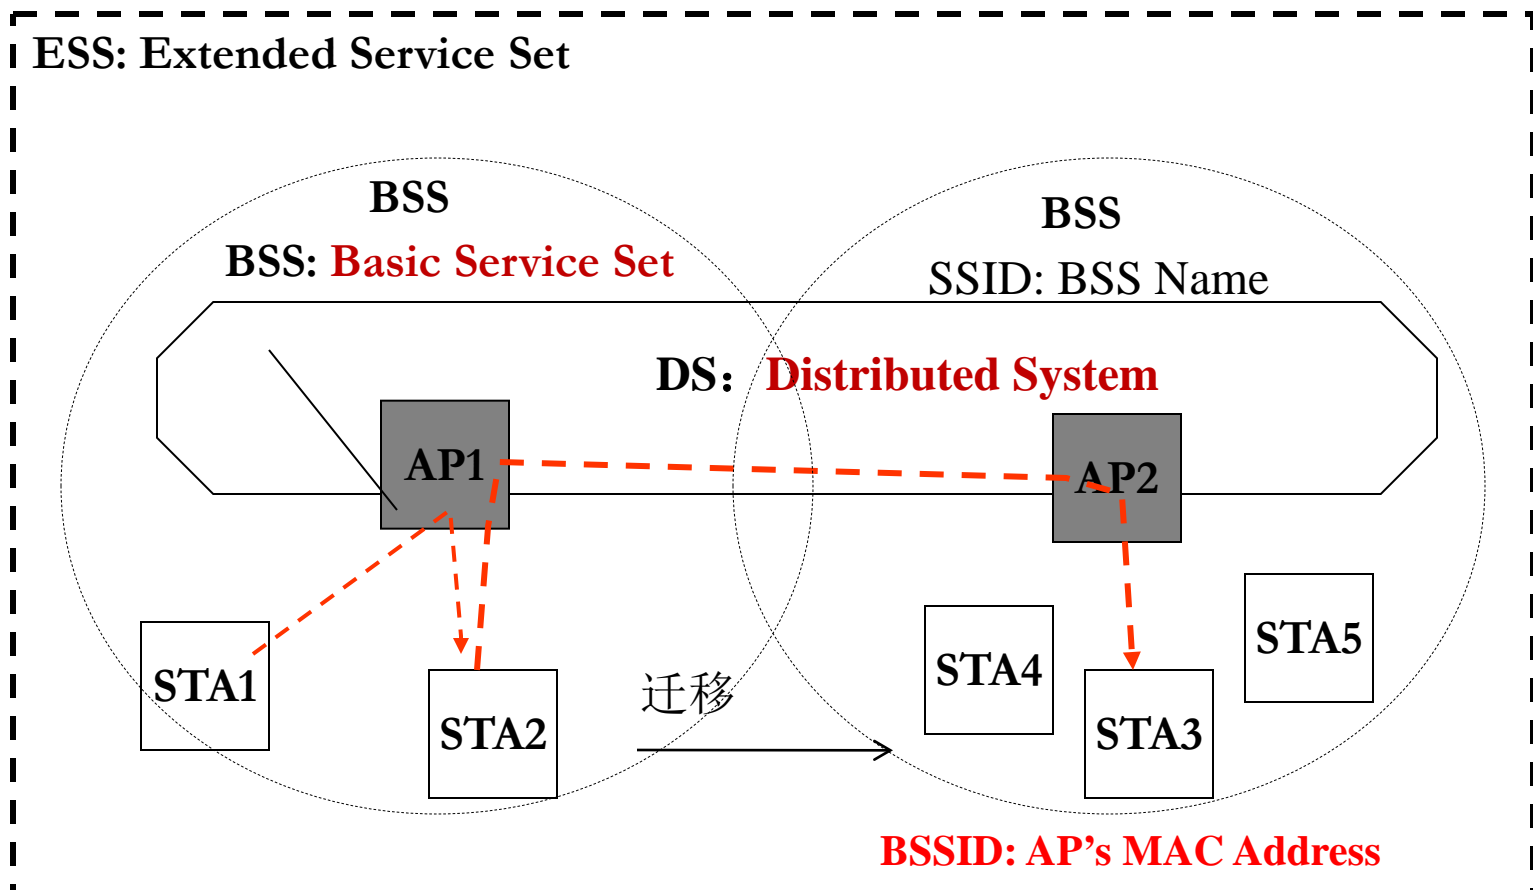 ESS: Extended Service Set
BSS
BSS: Basic Service Set
BSS
SSID: BSS Name
DS：Distributed System
AP1
AP2
STA1
STA2
迁移
STA4
STA3
STA5
BSSID: AP's MAC Address